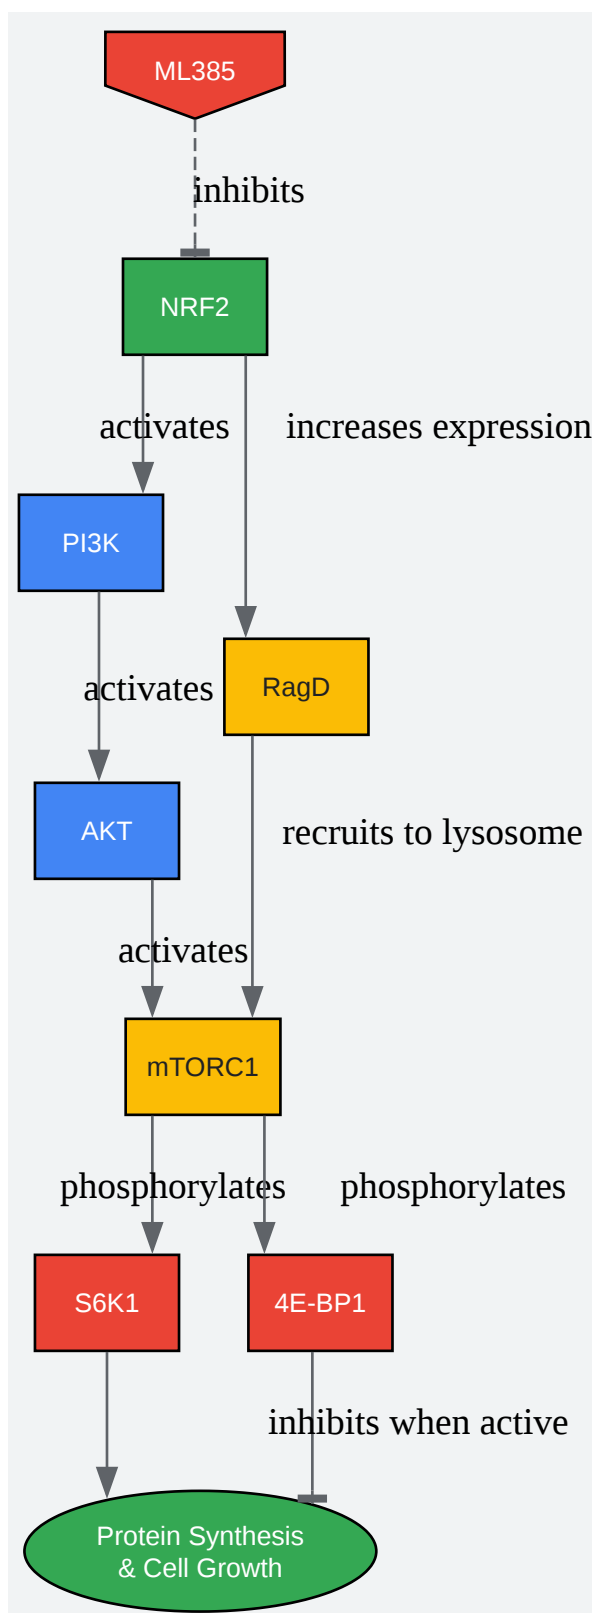 ML385
inhibits
NRF2
activates
increases expression
PI3K
RagD
activates
AKT
recruits to lysosome
activates
mTORC1
phosphorylates
phosphorylates
S6K1
4E-BP1
inhibits when active
Protein Synthesis
& Cell Growth